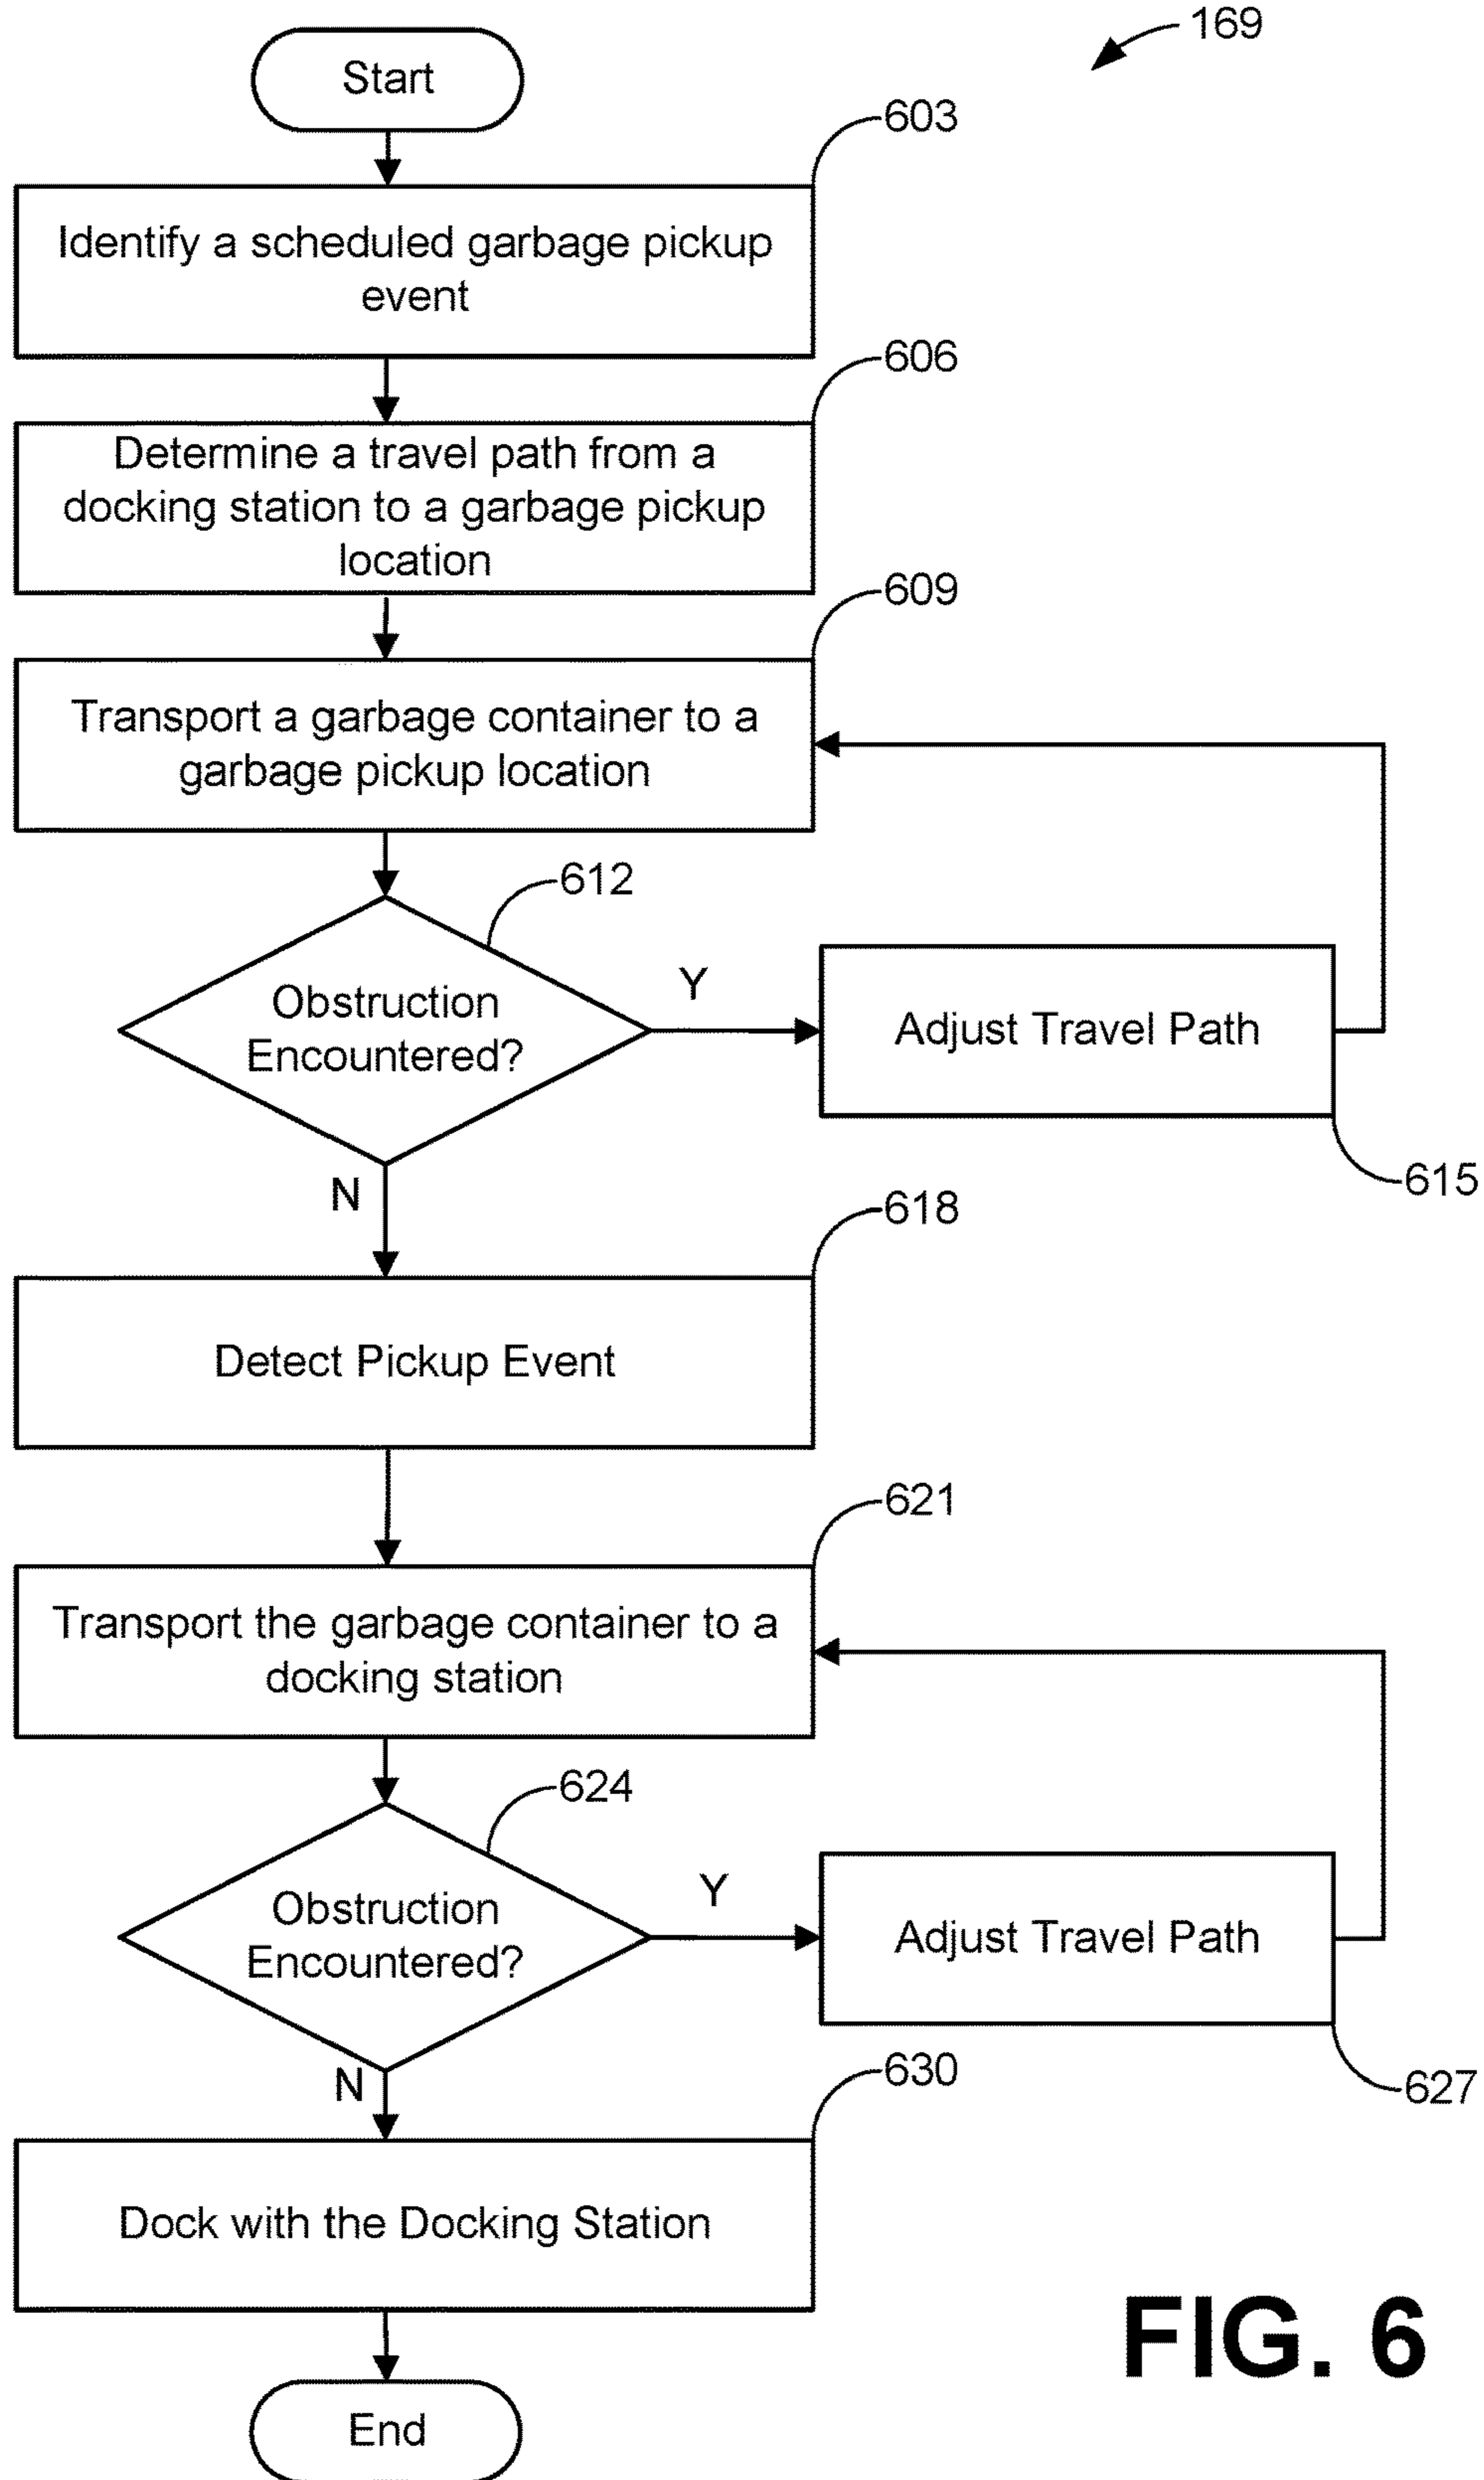 169
Start
603
Identify a scheduled garbage pickup
event
606
Determine a travel path from a
docking station to a garbage pickup
location
609
Transport a garbage container to a
garbage pickup location
612
Obstruction
Encountered?
Y
Adjust Travel Path
615
N
618
Detect Pickup Event
621
Transport the garbage container to a
docking station
624
Obstruction
Encountered?
Y
Adjust Travel Path
627
N
630
Dock with the Docking Station
End
FIG. 6